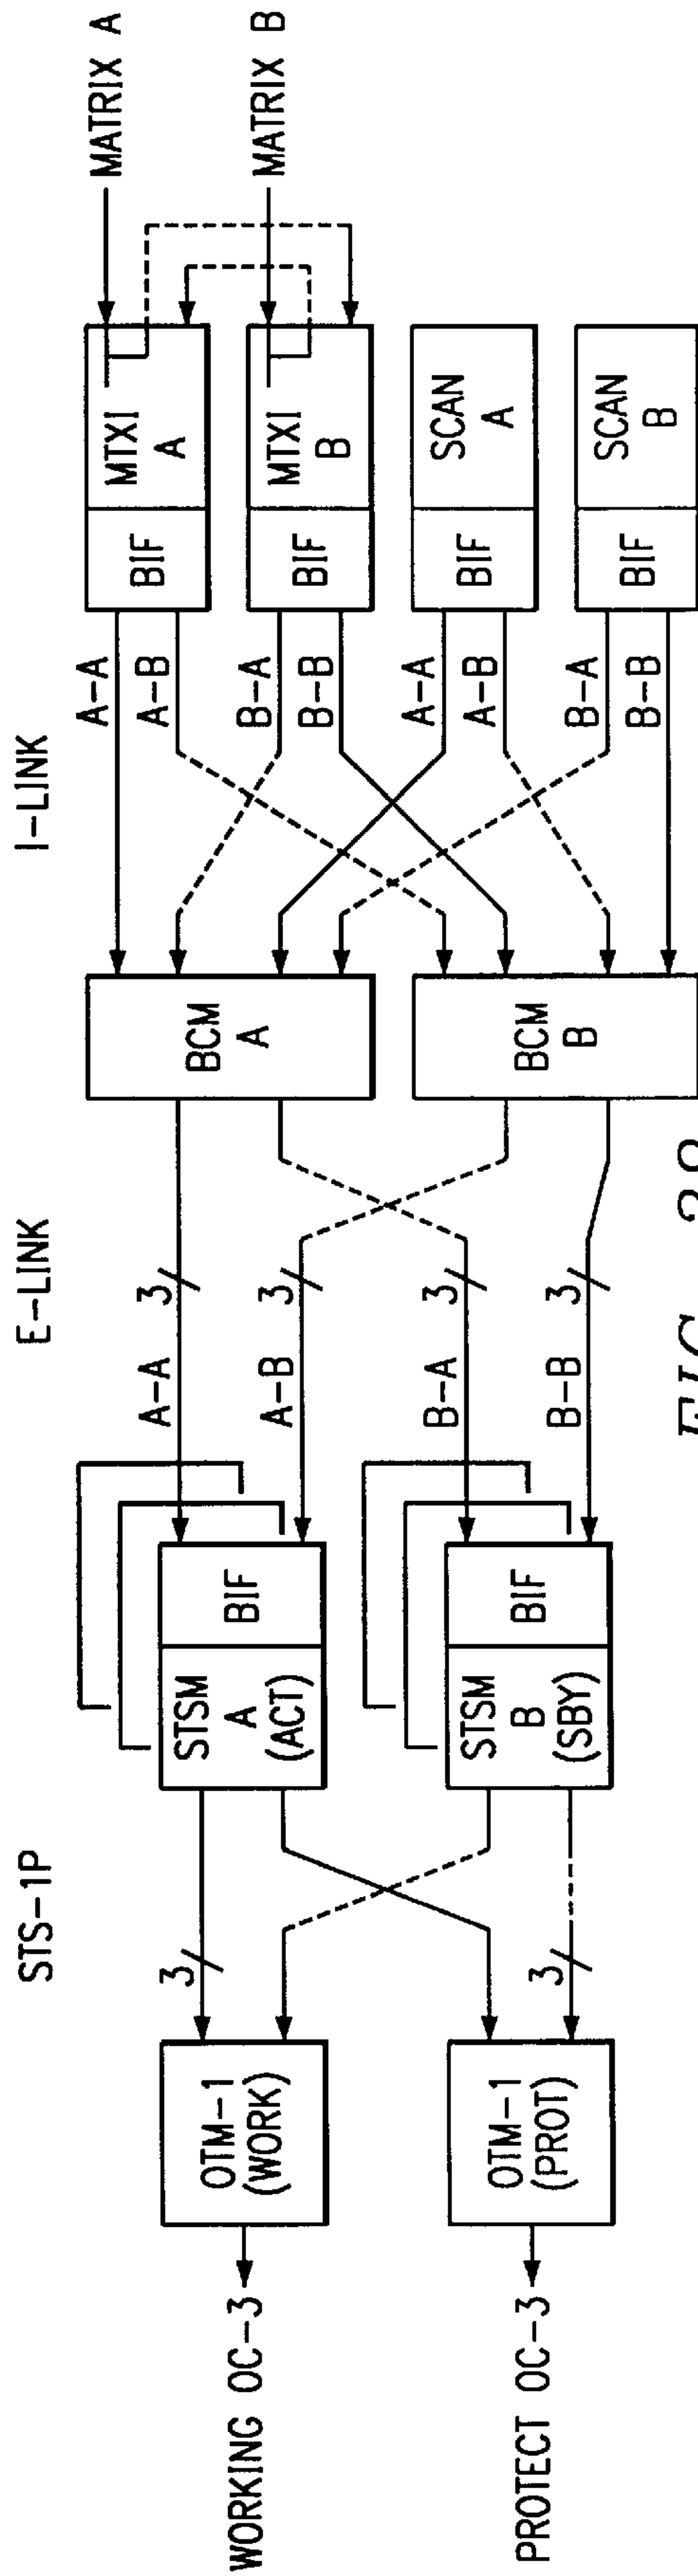 STS-1P
E-LINK
I-LINK
WORKING OC-3
OTM-1
(WORK)
3
STSM
A
(ACT)
BIF
A-A
3
A-B
3
BCM
A
A-A
A-B
BIF
MTXI
A
MATRIX A
B-A
B-B
BIF
MTXI
B
MATRIX B
PROTECT OC-3
OTM-1
(PROT)
3
STSM
B
(SBY)
BIF
B-A
3
B-B
3
BCM
B
A-A
A-B
BIF
SCAN
A
B-A
B-B
BIF
SCAN
B
FIG